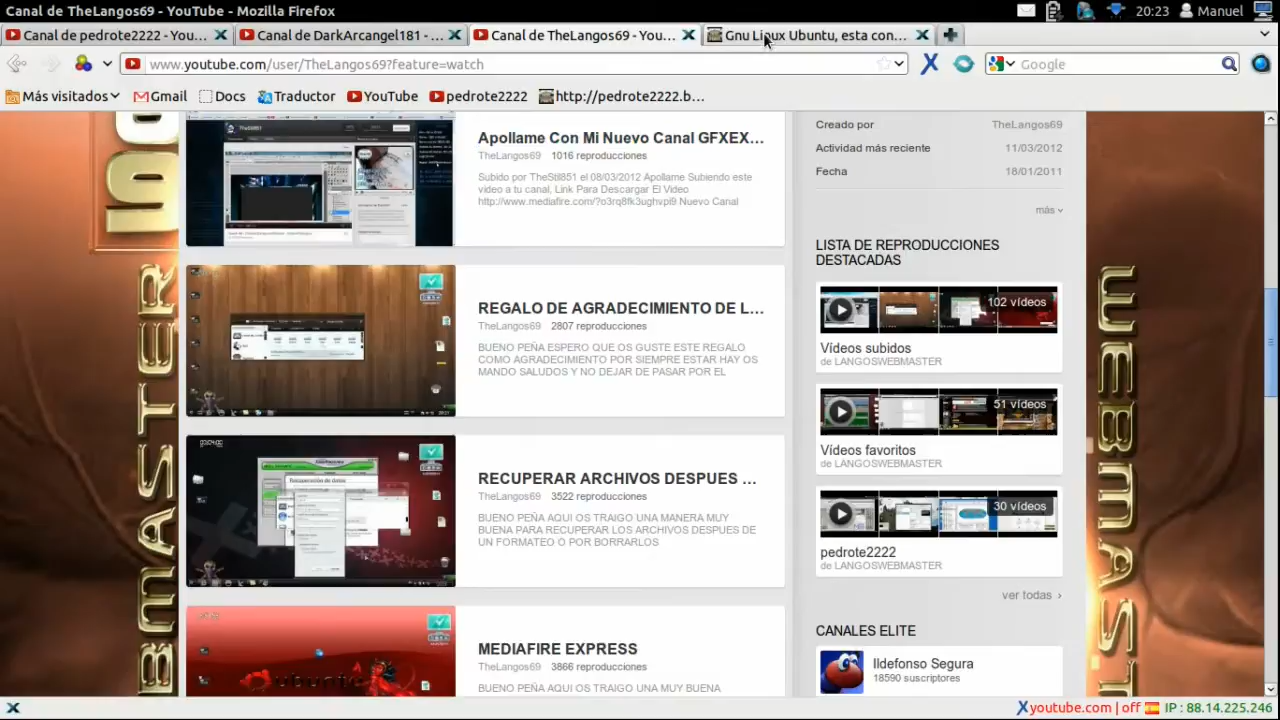 Canal de TheLangos69 - YouTube - Mozilla Firefox
20:23 Manuel
Canal de pedrote2222 - You...
Canal de DarkArcangel181 - ...
Canal de TheLangos69 - You...
Gnu Linux Ubuntu, esta con...
www.youtube.com/user/TheLangos69?feature=watch
Google
Más visitados
Gmail
Docs
Traductor
YouTube
pedrote2222
http://pedrote2222.b...
Apollame Con Mi Nuevo Canal GFXEX...
TheLangos69 1016 reproducciones
Subido por TheStil851 el 08/03/2012 Apollame Subiendo este
video a tu canal, Link Para Descargar El Video
http://www.mediafire.com/?o3rq8fk3ughvpi9 Nuevo Canal
REGALO DE AGRADECIMIENTO DE L...
TheLangos69 2807 reproducciones
BUENO PEÑA ESPERO QUE OS GUSTE ESTE REGALO
COMO AGRADECIMIENTO POR SIEMPRE ESTAR HAY OS
MANDO SALUDOS Y NO DEJAR DE PASAR POR EL
RECUPERAR ARCHIVOS DESPUES ...
TheLangos69 3522 reproducciones
BUENO PEÑA AQUI OS TRAIGO UNA MANERA MUY
BUENA PARA RECUPERAR LOS ARCHIVOS DESPUES DE
UN FORMATEO O POR BORRARLOS
MEDIAFIRE EXPRESS
TheLangos69 3866 reproducciones
BUENO PEÑA AQUI OS TRAIGO UNA MUY BUENA
Creado por TheLangos69
Actividad más reciente 11/03/2012
Fecha 18/01/2011
más
LISTA DE REPRODUCCIONES
DESTACADAS
102 vídeos
Vídeos subidos
de LANGOSWEBMASTER
51 vídeos
Vídeos favoritos
de LANGOSWEBMASTER
30 vídeos
pedrote2222
de LANGOSWEBMASTER
ver todas ›
CANALES ELITE
Ildefonso Segura
18590 suscriptores
BMASTER
WEBMAST
youtube.com | off IP : 88.14.225.246